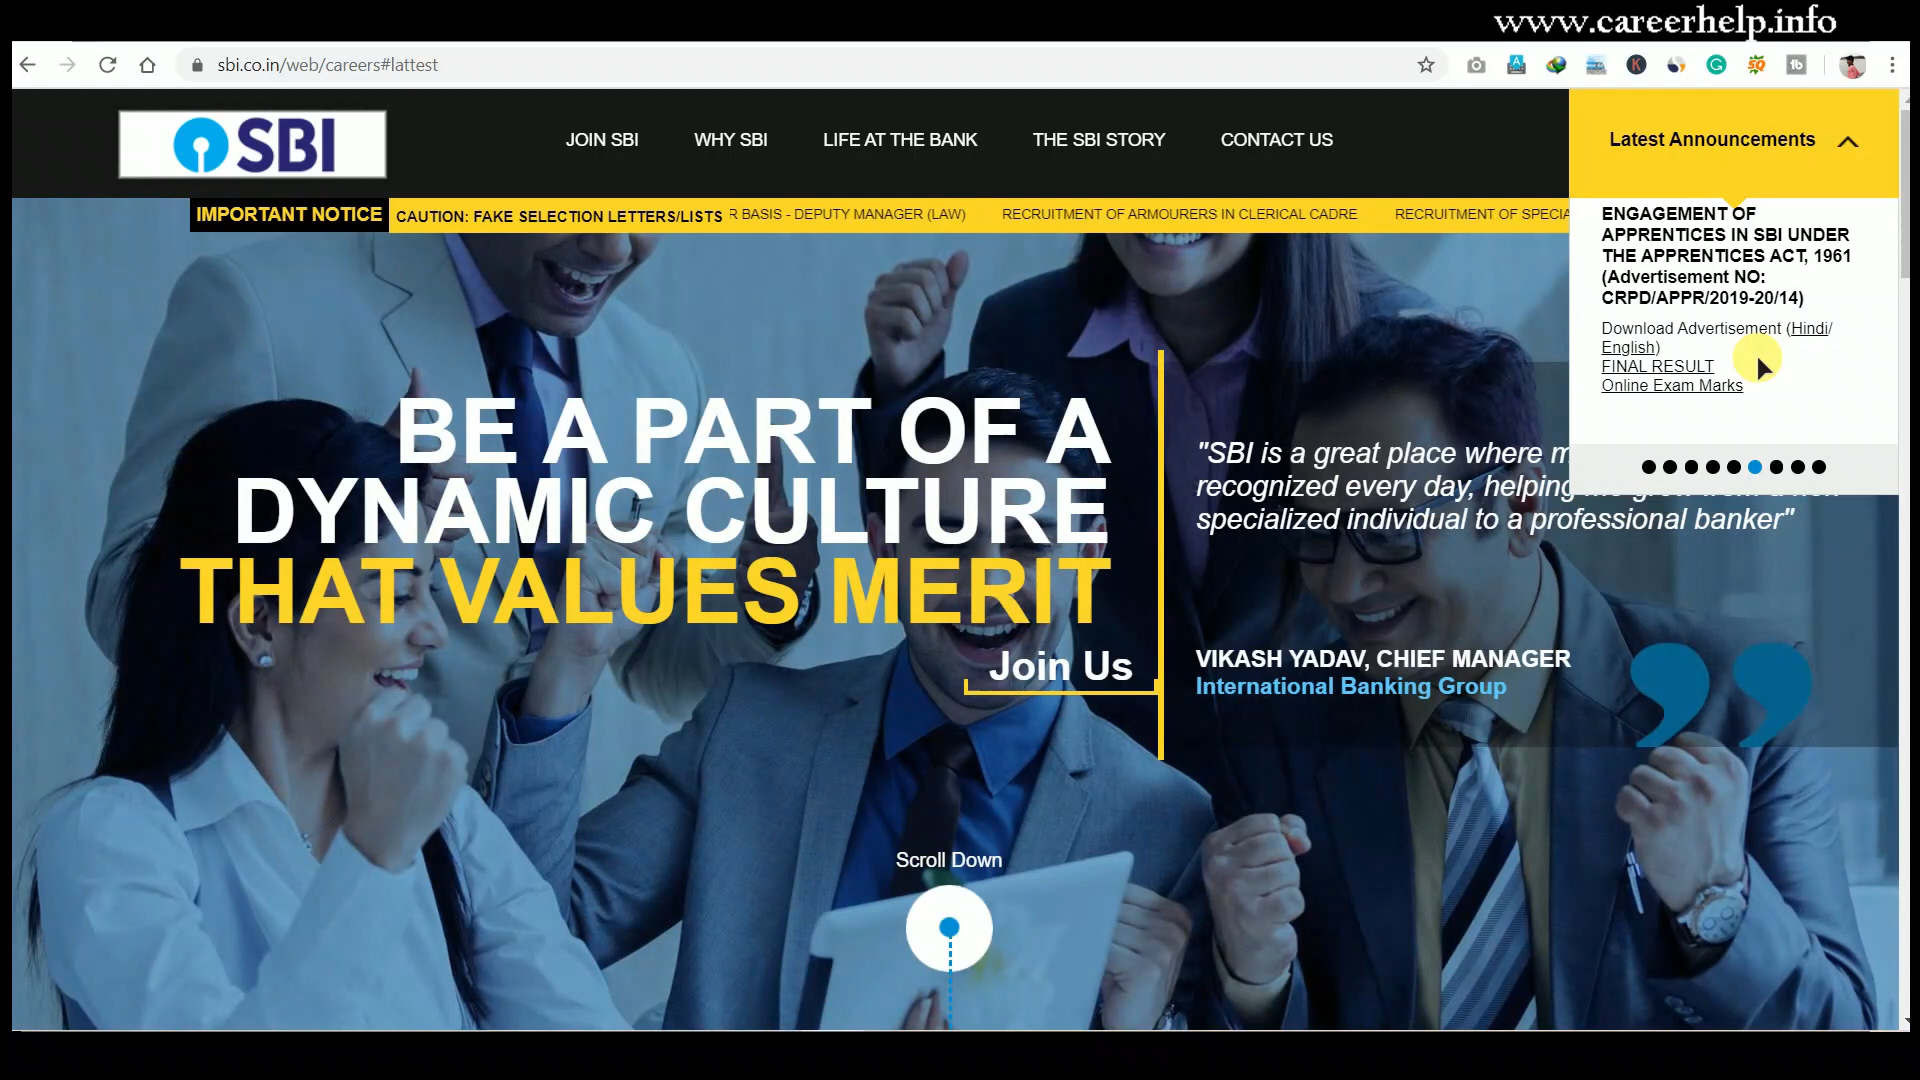 www.careerhelp.info
sbi.co.in/web/careers#lattest
SBI
JOIN SBI
WHY SBI
LIFE AT THE BANK
THE SBI STORY
CONTACT US
Latest Announcements
IMPORTANT NOTICE
CAUTION: FAKE SELECTION LETTERS/LISTS
R BASIS - DEPUTY MANAGER (LAW)
RECRUITMENT OF ARMOURERS IN CLERICAL CADRE
RECRUITMENT OF SPECIA
ENGAGEMENT OF
APPRENTICES IN SBI UNDER
THE APPRENTICES ACT, 1961
(Advertisement NO:
CRPD/APPR/2019-20/14)
Download Advertisement (Hindi/
English)
FINAL RESULT
Online Exam Marks
BE A PART OF A
DYNAMIC CULTURE
THAT VALUES MERIT
Join Us
"SBI is a great place where m
recognized every day, helping
specialized individual to a professional banker"
VIKASH YADAV, CHIEF MANAGER
International Banking Group
Scroll Down